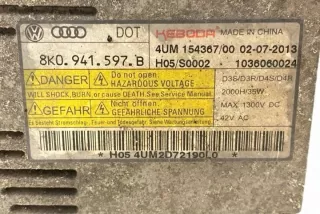 DOT KEBODA MADE IN CHINA
8K0.941.597.B
4UM 154367/00 02-07-2013
H05/S0002 - 1036060024
DANGER
Do not open.
HAZARDOUS VOLTAGE
Will SHOCK, BURN, or cause DEATH. See Service Manual
GEFAHR
Nicht öffnen!
GEFÄHRLICHE SPANNUNG
D3S/D3R/D4S/D4R
2000H/35W
MAX 1300V DC
42V AC
* H05 4UM2D72190L0 *